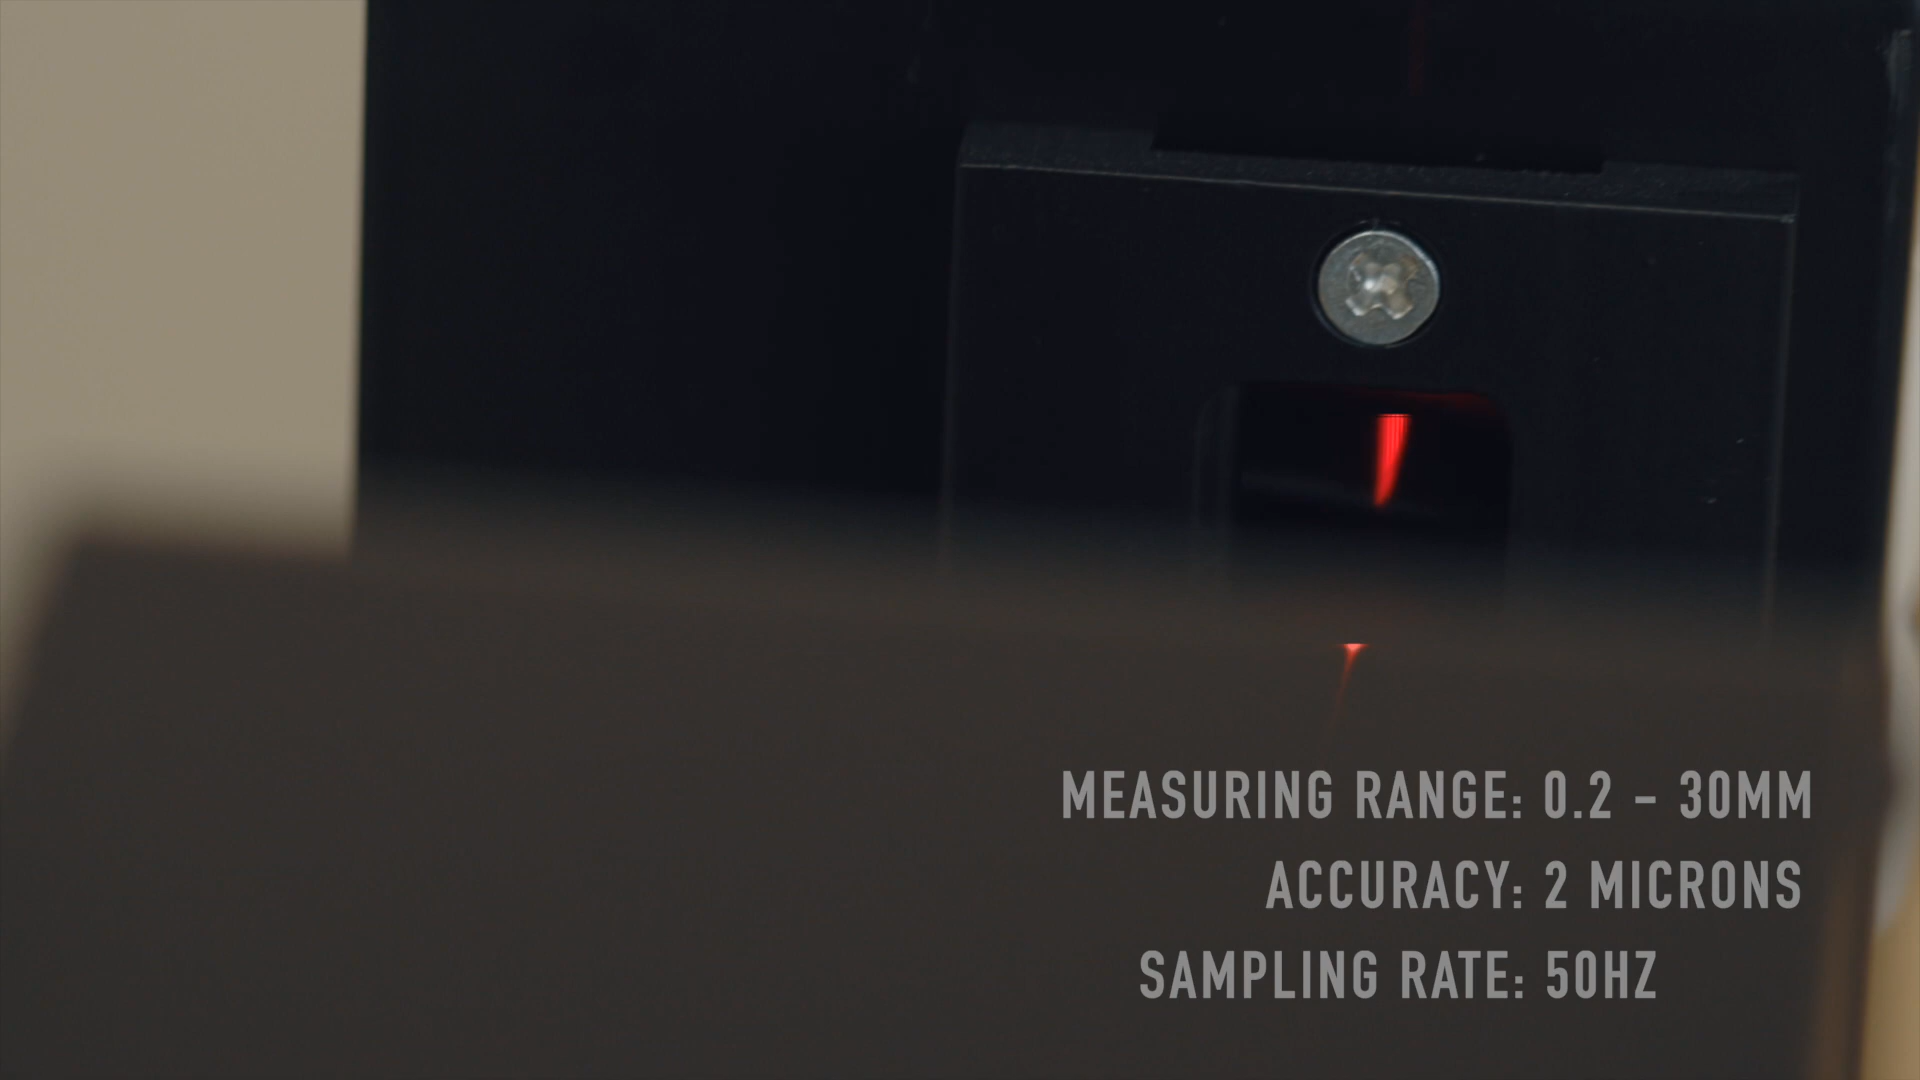 MEASURING RANGE: 0.2 - 30MM
ACCURACY: 2 MICRONS
SAMPLING RATE: 50HZ